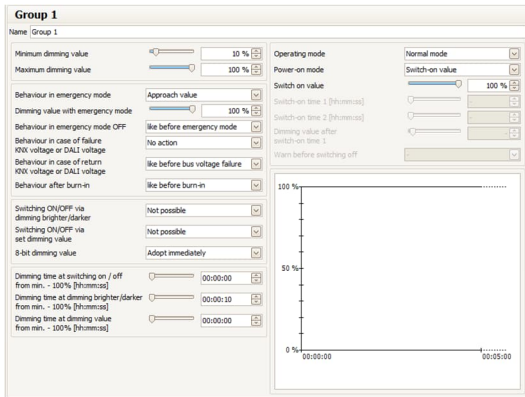 Group 1
Name Group 1
Minimum dimming value 10 %
Maximum dimming value 100 %
Behaviour in emergency mode Approach value
Dimming value with emergency mode 100 %
Behaviour in emergency mode OFF like before emergency mode
Behaviour in case of failure
KNX voltage or DALI voltage No action
Behaviour in case of return
KNX voltage or DALI voltage like before bus voltage failure
Behaviour after burn-in like before burn-in
Switching ON/OFF via
dimming brighter/darker Not possible
Switching ON/OFF via
set dimming value Not possible
8-bit dimming value Adopt immediately
Dimming time at switching on / off
from min. - 100% [hh:mm:ss] 00:00:00
Dimming time at dimming brighter/darker
from min. - 100% [hh:mm:ss] 00:00:10
Dimming time at dimming value
from min. - 100% [hh:mm:ss] 00:00:00
Operating mode Normal mode
Power-on mode Switch-on value
Switch on value 100 %
Switch-on time 1 [hh:mm:ss] -
Switch-on time 2 [hh:mm:ss] -
Dimming value after
switch-on time 1 -
Warn before switching off -
100 %
50 %
0 %
00:00:00 00:05:00